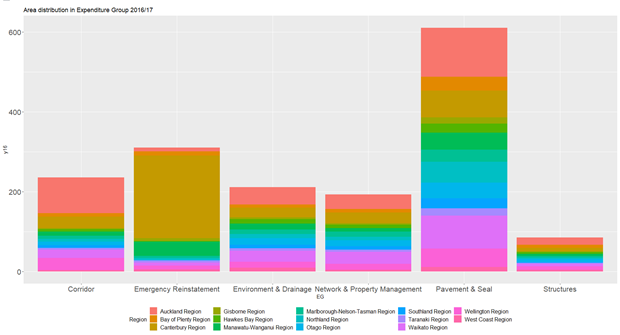 Area distribution in Expenditure Group 2016/17
600
400
200
0
y16
Corridor Emergency Reinstatement Environment & Drainage Network & Property Management Pavement & Seal Structures
EG
Region
Auckland Region Gisborne Region Marlborough-Nelson-Tasman Region Southland Region Wellington Region
Bay of Plenty Region Hawkes Bay Region Northland Region Taranaki Region West Coast Region
Canterbury Region Manawatu-Wanganui Region Otago Region Waikato Region